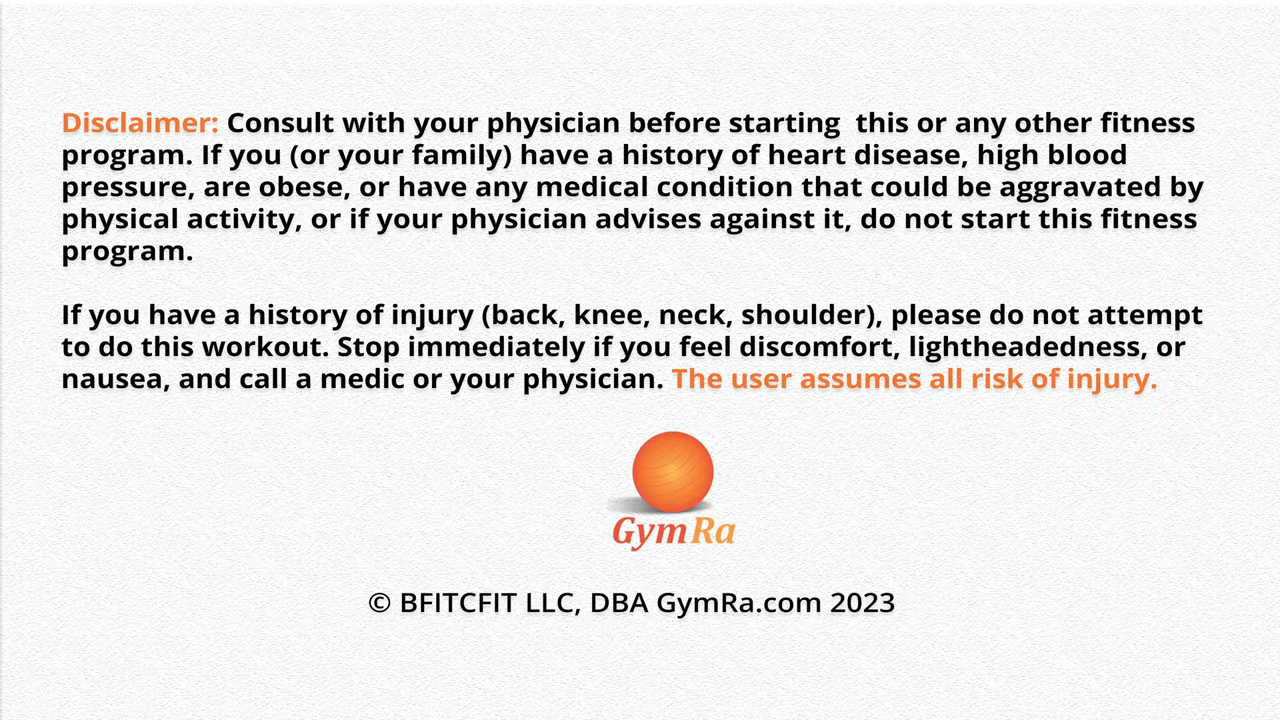 Disclaimer: Consult with your physician before starting  this or any other fitness
program. If you (or your family) have a history of heart disease, high blood
pressure, are obese, or have any medical condition that could be aggravated by
physical activity, or if your physician advises against it, do not start this fitness
program.
If you have a history of injury (back, knee, neck, shoulder), please do not attempt
to do this workout. Stop immediately if you feel discomfort, lightheadedness, or
nausea, and call a medic or your physician. The user assumes all risk of injury.
GymRa
© BFITCFIT LLC, DBA GymRa.com 2023